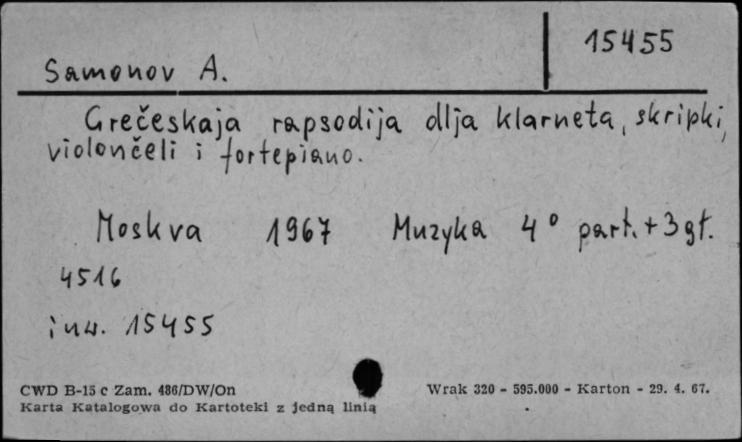 15455
Samonov A.
Grečeskaja rapsodija dlja klarneta, skripki,
violončeli i fortepiano.
Moskva 1967 Muzyka 4° part. + 3 gł.
4516
inw. 15455
CWD B-15 c Zam. 486/DW/On
Wrak 320 - 595.000 - Karton - 29. 4. 67.
Karta Katalogowa do Kartoteki z jedną linią